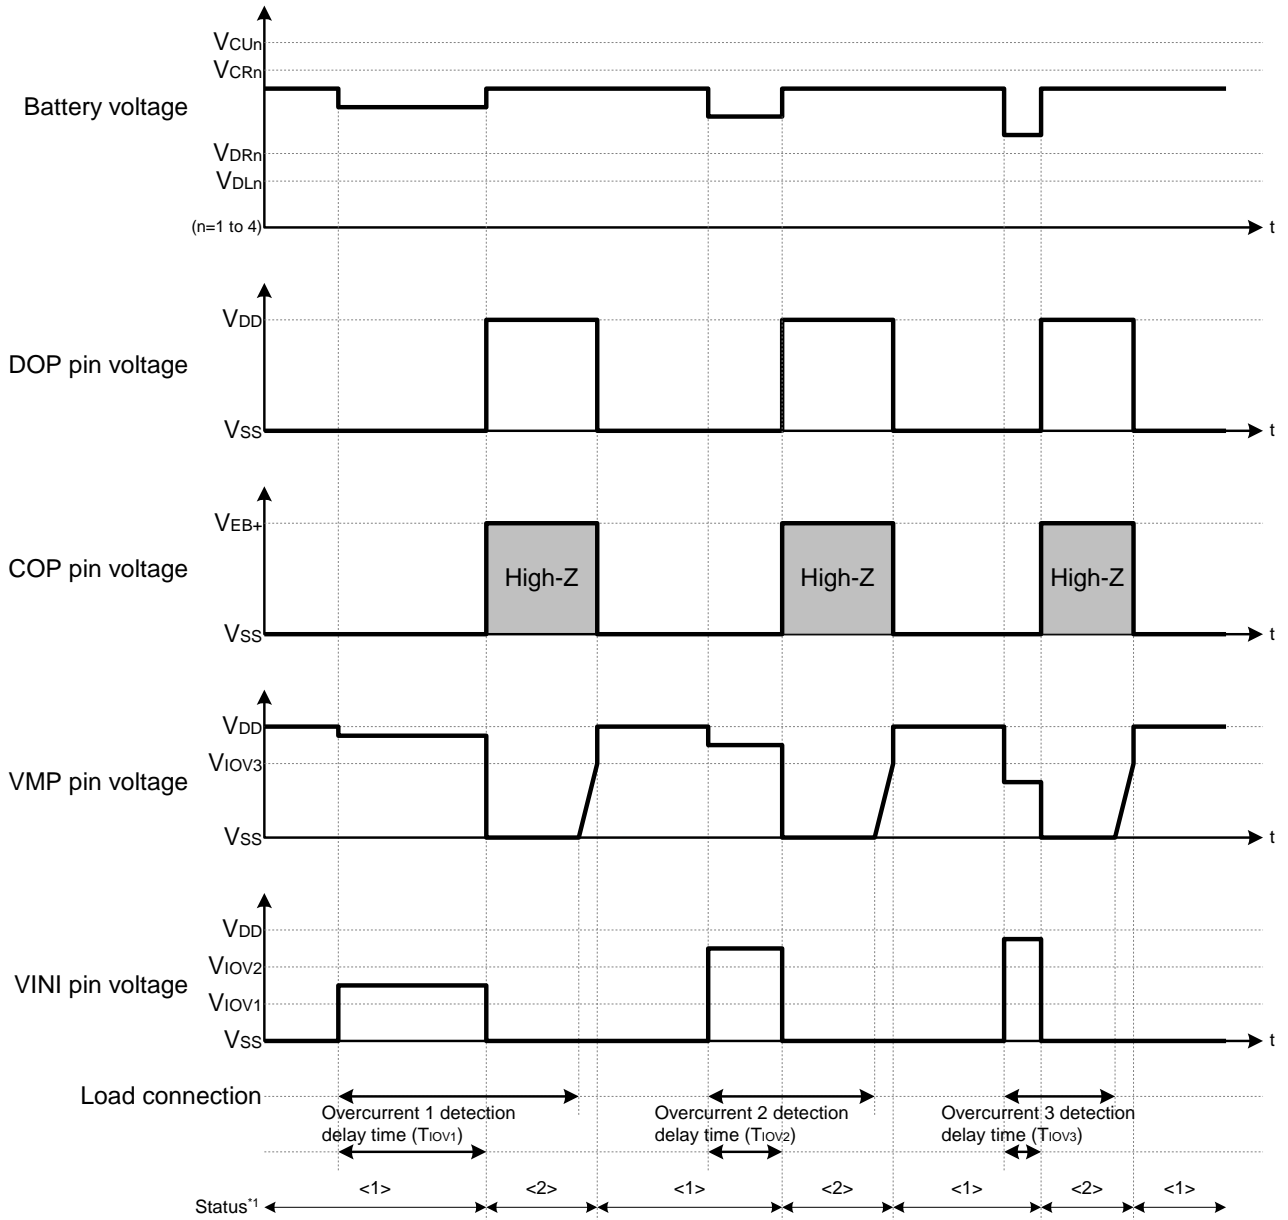 VCUn
VCRn
Battery voltage
VDRn
VDLn
(n=1 to 4)
t
VDD
DOP pin voltage
VSS
t
VEB+
COP pin voltage
High-Z
High-Z
High-Z
VSS
t
VDD
VIOV3
VMP pin voltage
VSS
t
VDD
VIOV2
VINI pin voltage
VIOV1
VSS
t
Load connection
Overcurrent 1 detection
delay time (TIOV1)
Overcurrent 2 detection
delay time (TIOV2)
Overcurrent 3 detection
delay time (TIOV3)
Status*1
<1>
<2>
<1>
<2>
<1>
<2>
<1>